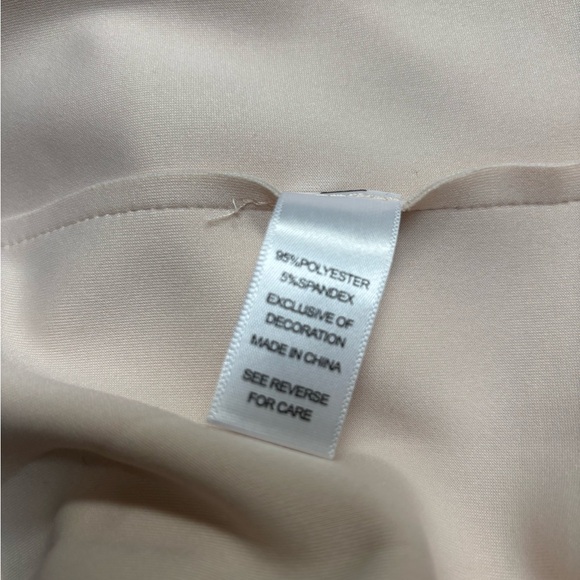 95%POLYESTER
5%SPANDEX
EXCLUSIVE OF
DECORATION
MADE IN CHINA
SEE REVERSE
FOR CARE